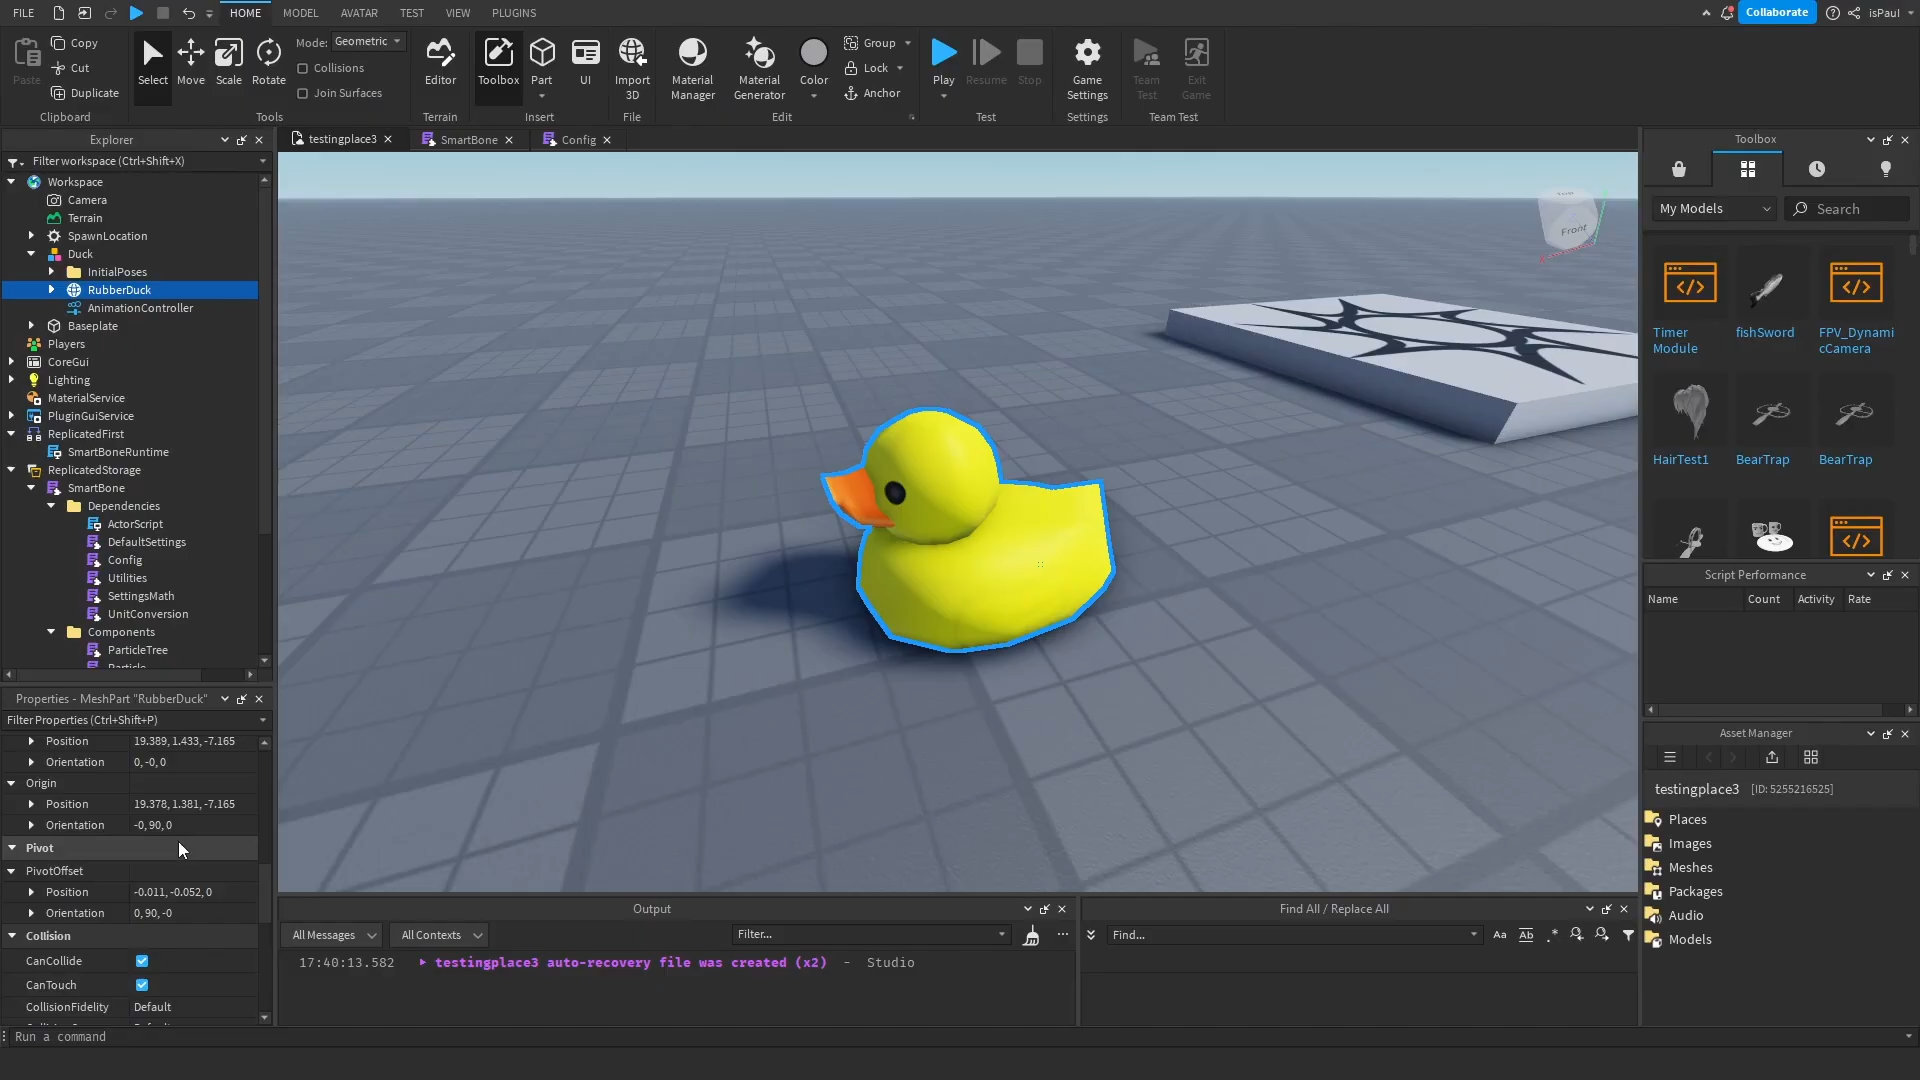 FILE HOME MODEL AVATAR TEST VIEW PLUGINS Collaborate isPaul
Paste Copy Cut Duplicate Clipboard
Select Move Scale Rotate Mode: Geometric Collisions Join Surfaces Tools
Editor Terrain
Toolbox Part UI Insert
Import 3D File
Material Manager Material Generator Color Group Lock Anchor Edit
Play Resume Stop Test
Game Settings Settings
Team Test Exit Game Team Test
Explorer
Filter workspace (Ctrl+Shift+X)
Workspace
Camera
Terrain
SpawnLocation
Duck
InitialPoses
RubberDuck
AnimationController
Baseplate
Players
CoreGui
Lighting
MaterialService
PluginGuiService
ReplicatedFirst
SmartBoneRuntime
ReplicatedStorage
SmartBone
Dependencies
ActorScript
DefaultSettings
Config
Utilities
SettingsMath
UnitConversion
Components
ParticleTree
Particle
Properties - MeshPart "RubberDuck"
Filter Properties (Ctrl+Shift+P)
Position 19.389, 1.433, -7.165
Orientation 0, -0, 0
Origin
Position 19.378, 1.381, -7.165
Orientation -0, 90, 0
Pivot
PivotOffset
Position -0.011, -0.052, 0
Orientation 0, 90, -0
Collision
CanCollide
CanTouch
CollisionFidelity Default
Run a command
testingplace3 SmartBone Config
Front
Output
All Messages All Contexts Filter...
17:40:13.582 testingplace3 auto-recovery file was created (x2) - Studio
Find All / Replace All
Find... Aa Ab .*
Toolbox
My Models Search
Timer Module fishSword FPV_DynamicCamera
HairTest1 BearTrap BearTrap
Script Performance
Name Count Activity Rate
Asset Manager
testingplace3 [ID: 5255216525]
Places
Images
Meshes
Packages
Audio
Models